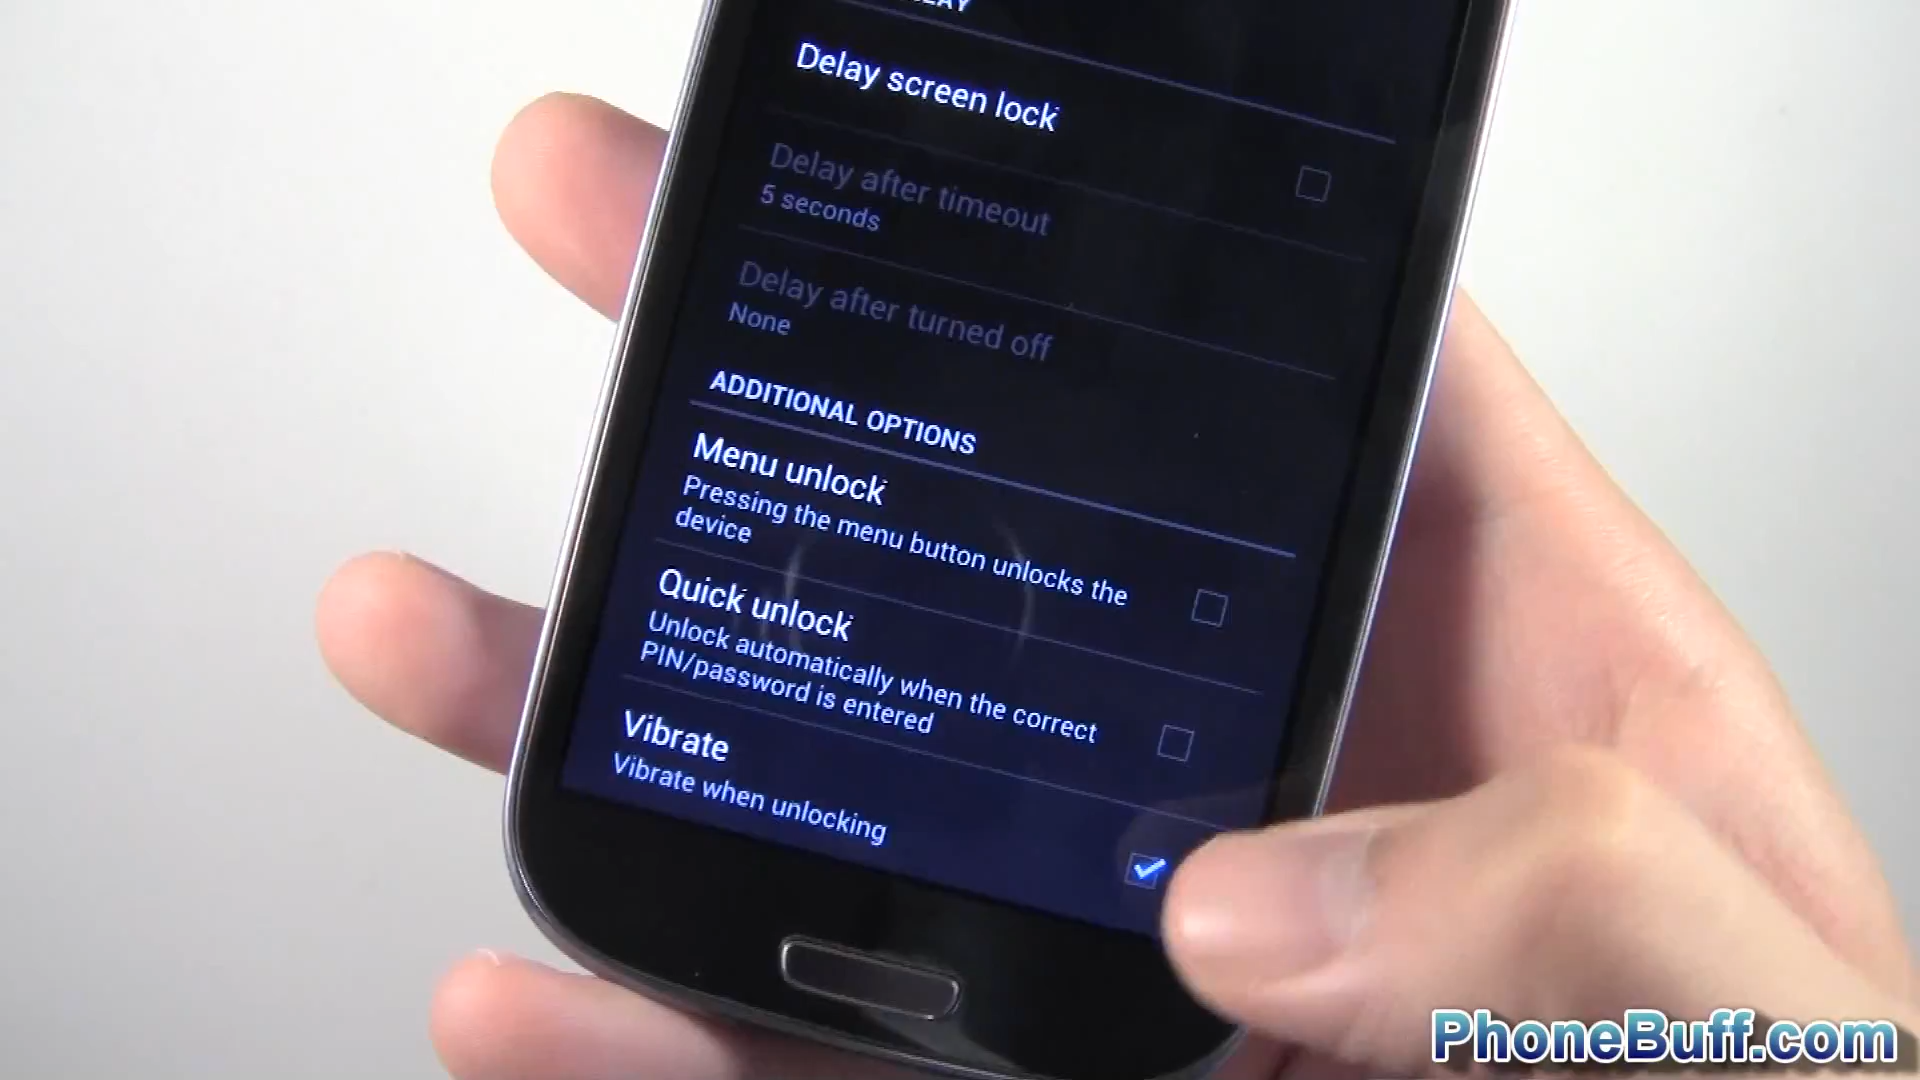 Delay screen lock
Delay after timeout
5 seconds
Delay after turned off
None
ADDITIONAL OPTIONS
Menu unlock
Pressing the menu button unlocks the
device
Quick unlock
Unlock automatically when the correct
PIN/password is entered
Vibrate
Vibrate when unlocking
PhoneBuff.com